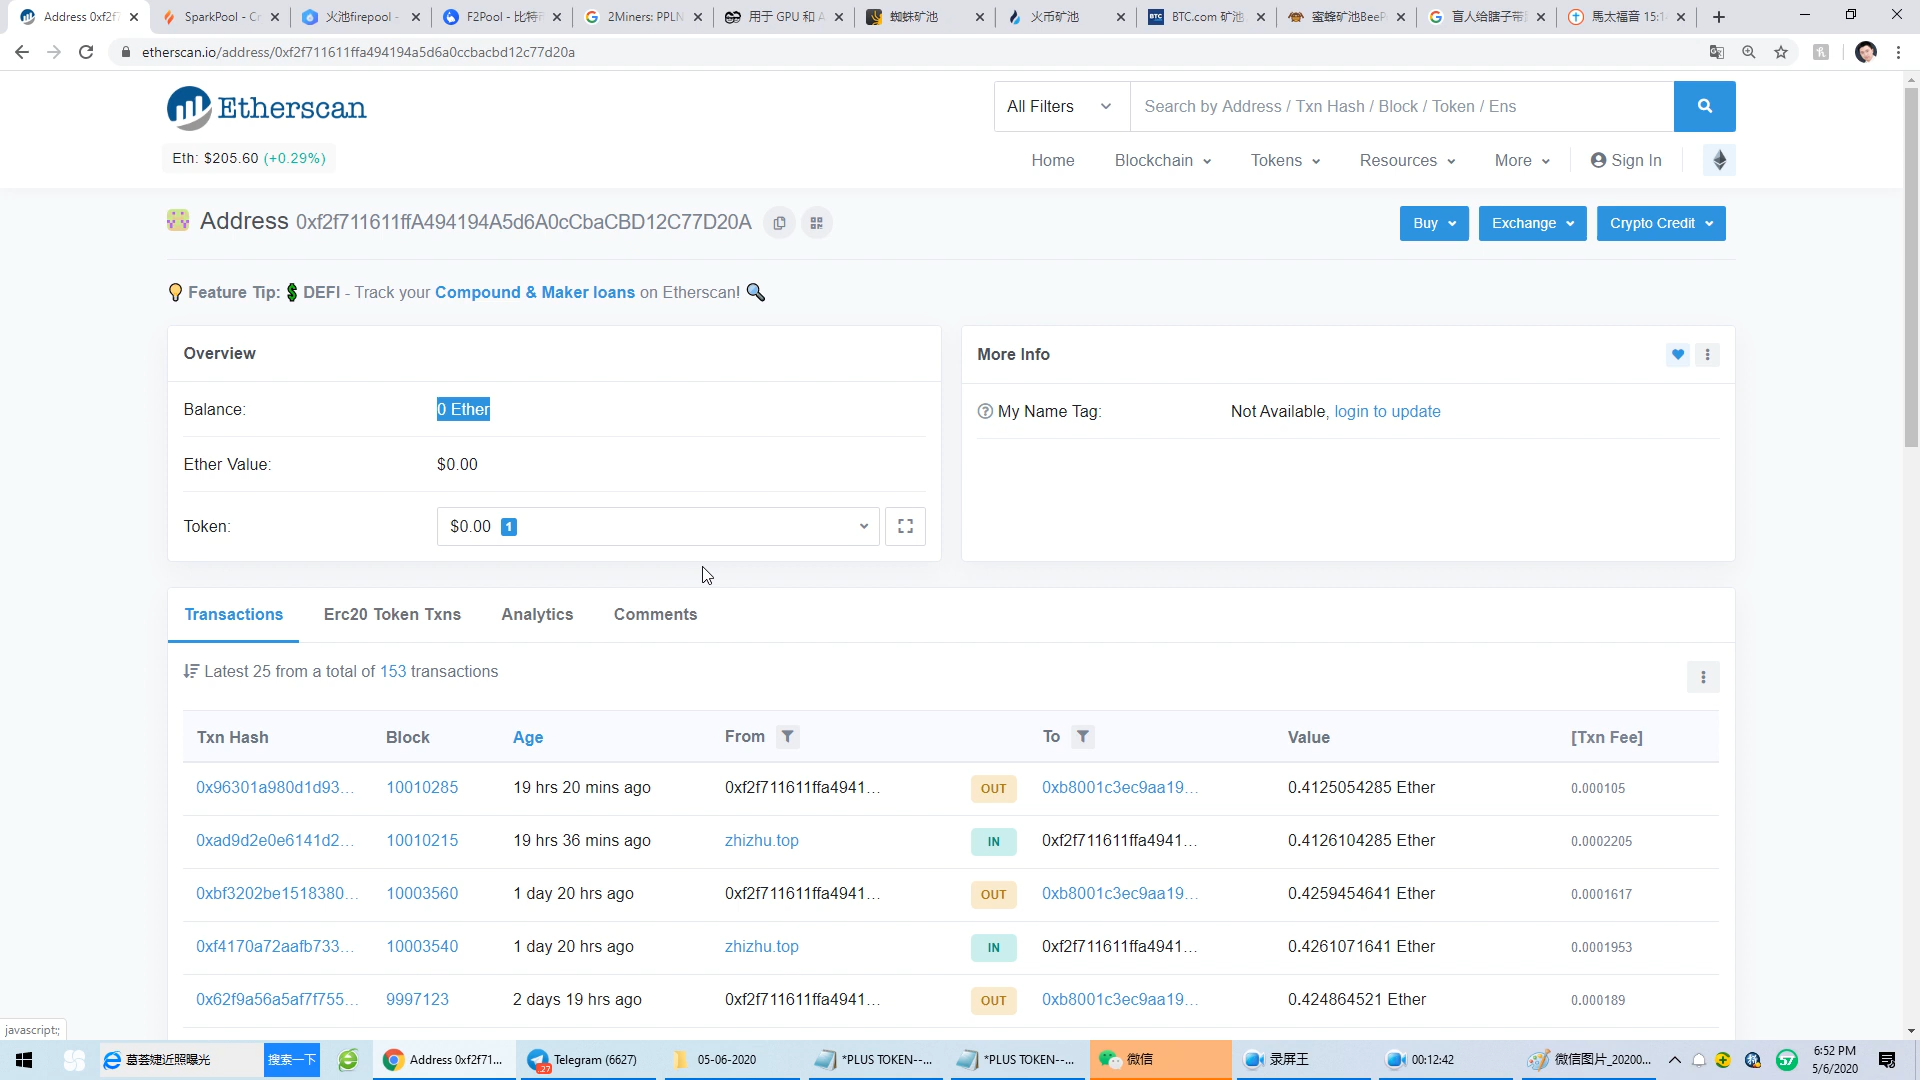 Address 0xf2f7
SparkPool - Cr
火池firepool -
F2Pool - 比特
2Miners: PPLN
用于 GPU 和 A
蜘蛛矿池
火币矿池
BTC.com 矿池
蜜蜂矿池BeeP
盲人给瞎子带
馬太福音 15:1
etherscan.io/address/0xf2f711611ffa494194a5d6a0ccbacbd12c77d20a
Etherscan
All Filters
Search by Address / Txn Hash / Block / Token / Ens
Eth: $205.60 (+0.29%)
Home Blockchain Tokens Resources More Sign In
Address 0xf2f711611ffA494194A5d6A0cCbaCBD12C77D20A
Buy Exchange Crypto Credit
Feature Tip: DEFI - Track your Compound & Maker loans on Etherscan!
Overview
Balance: 0 Ether
Ether Value: $0.00
Token: $0.00 1
More Info
My Name Tag: Not Available, login to update
Transactions Erc20 Token Txns Analytics Comments
Latest 25 from a total of 153 transactions
Txn Hash Block Age From To Value [Txn Fee]
0x96301a980d1d93... 10010285 19 hrs 20 mins ago 0xf2f711611ffa4941... OUT 0xb8001c3ec9aa19... 0.4125054285 Ether 0.000105
0xad9d2e0e6141d2... 10010215 19 hrs 36 mins ago zhizhu.top IN 0xf2f711611ffa4941... 0.4126104285 Ether 0.0002205
0xbf3202be1518380... 10003560 1 day 20 hrs ago 0xf2f711611ffa4941... OUT 0xb8001c3ec9aa19... 0.4259454641 Ether 0.0001617
0xf4170a72aafb733... 10003540 1 day 20 hrs ago zhizhu.top IN 0xf2f711611ffa4941... 0.4261071641 Ether 0.0001953
0x62f9a56a5af7f755... 9997123 2 days 19 hrs ago 0xf2f711611ffa4941... OUT 0xb8001c3ec9aa19... 0.424864521 Ether 0.000189
javascript:;
搜索一下
Address 0xf2f71...
Telegram (6627)
05-06-2020
*PLUS TOKEN--...
*PLUS TOKEN--...
微信
录屏王
00:12:42
微信图片_20200...
57
6:52 PM
5/6/2020